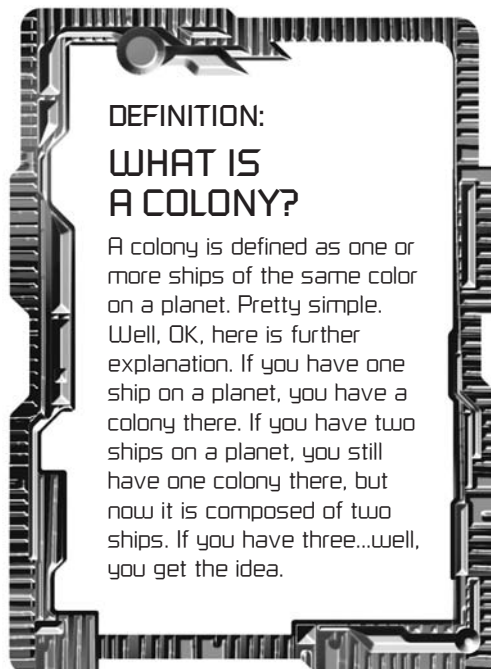 DEFINITION:
WHAT IS
A COLONY?
A colony is defined as one or
more ships of the same color
on a planet. Pretty simple.
Well, OK, here is further
explanation. If you have one
ship on a planet, you have a
colony there. If you have two
ships on a planet, you still
have one colony there, but
now it is composed of two
ships. If you have three...well,
you get the idea.